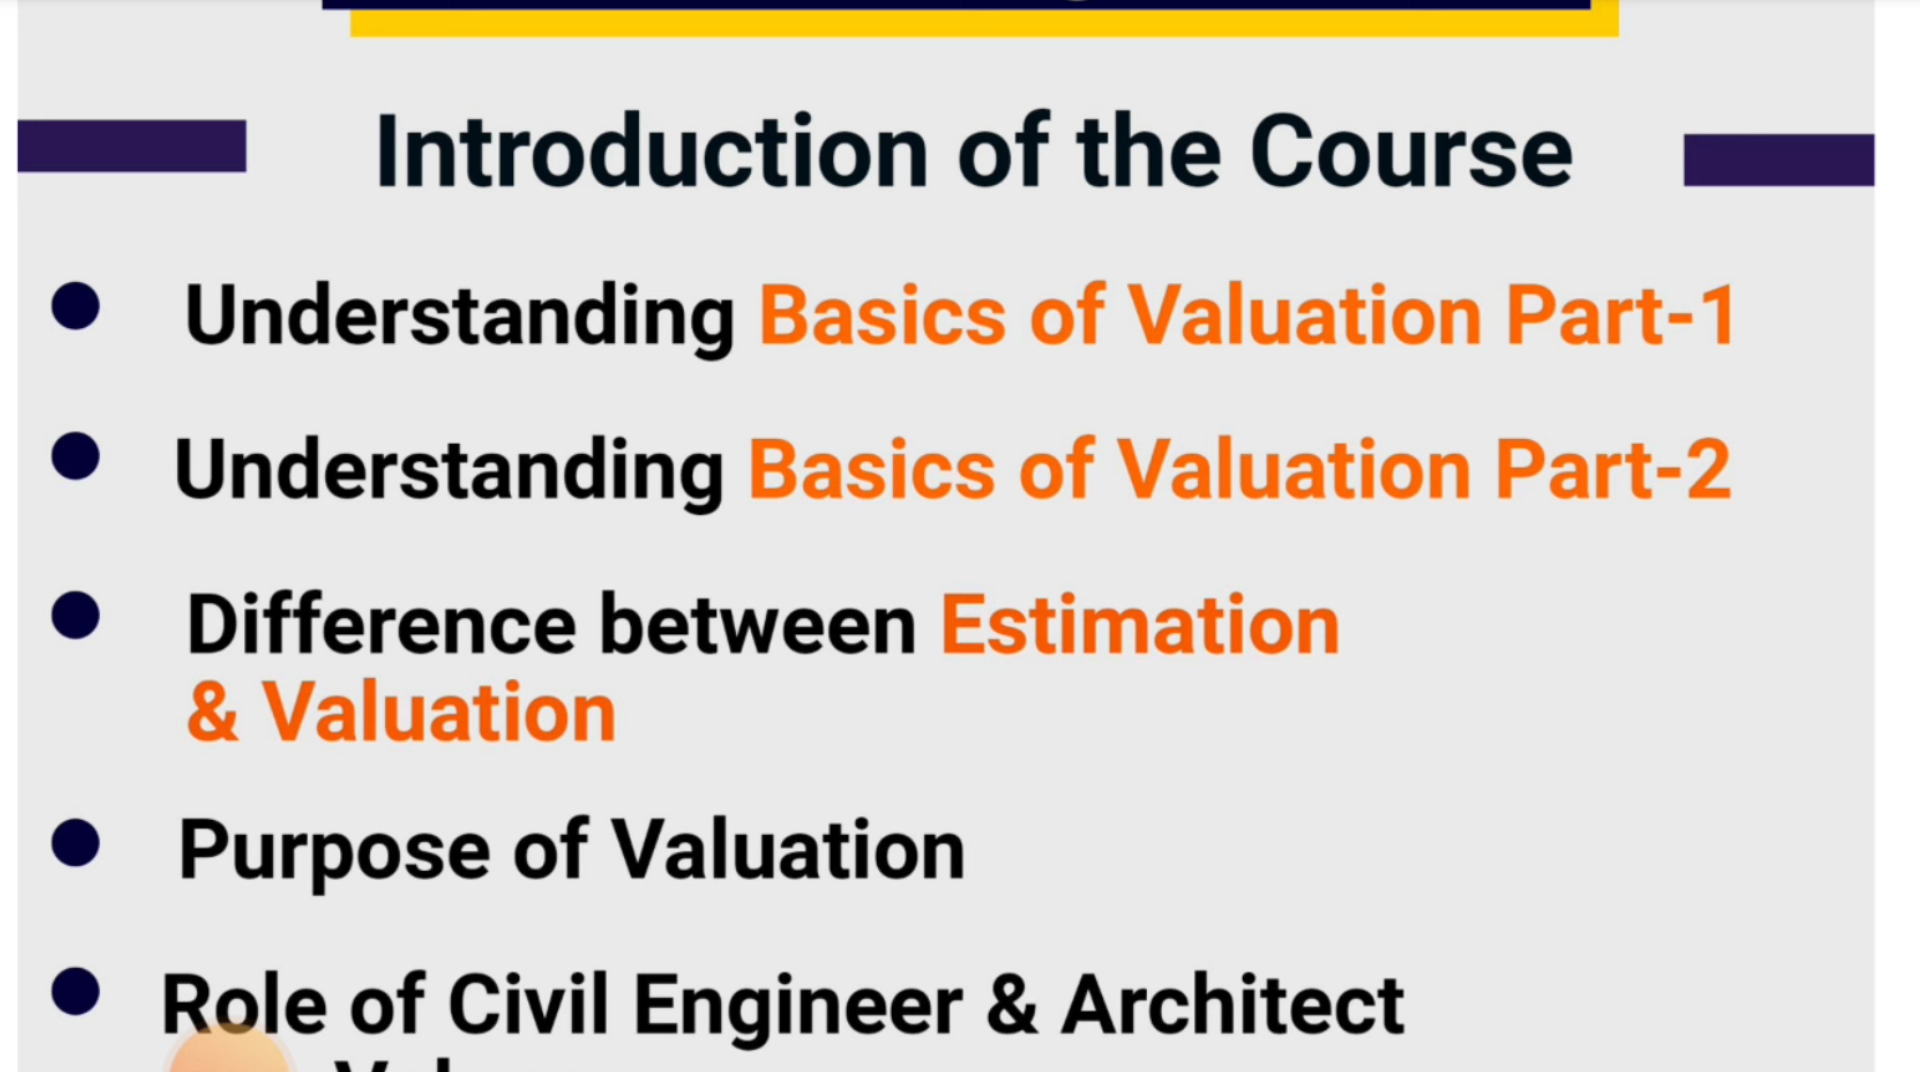 Introduction of the Course
Understanding Basics of Valuation Part-1
Understanding Basics of Valuation Part-2
Difference between Estimation
& Valuation
Purpose of Valuation
Role of Civil Engineer & Architect